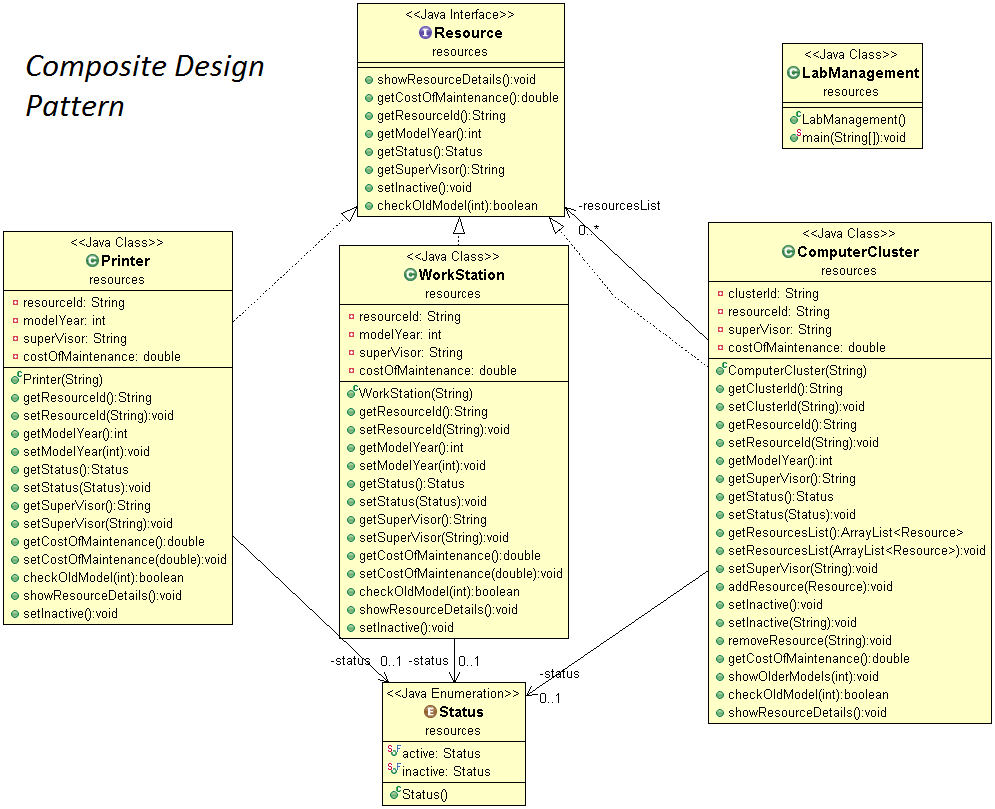 Composite Design
Pattern
<<Java Interface>>
Resource
resources
showResourceDetails():void
getCostOfMaintenance():double
getResourceId():String
getModelYear():int
getStatus():Status
getSuperVisor():String
setInactive():void
checkOldModel(int):boolean
<<Java Class>>
LabManagement
resources
LabManagement()
main(String[]):void
-resourcesList
0..*
<<Java Class>>
Printer
resources
resourceId: String
modelYear: int
superVisor: String
costOfMaintenance: double
Printer(String)
getResourceId():String
setResourceId(String):void
getModelYear():int
setModelYear(int):void
getStatus():Status
setStatus(Status):void
getSuperVisor():String
setSuperVisor(String):void
getCostOfMaintenance():double
setCostOfMaintenance(double):void
checkOldModel(int):boolean
showResourceDetails():void
setInactive():void
<<Java Class>>
WorkStation
resources
resourceId: String
modelYear: int
superVisor: String
costOfMaintenance: double
WorkStation(String)
getResourceId():String
setResourceId(String):void
getModelYear():int
setModelYear(int):void
getStatus():Status
setStatus(Status):void
getSuperVisor():String
setSuperVisor(String):void
getCostOfMaintenance():double
setCostOfMaintenance(double):void
checkOldModel(int):boolean
showResourceDetails():void
setInactive():void
<<Java Class>>
ComputerCluster
resources
clusterId: String
resourceId: String
superVisor: String
costOfMaintenance: double
ComputerCluster(String)
getClusterId():String
setClusterId(String):void
getResourceId():String
setResourceId(String):void
getModelYear():int
getSuperVisor():String
getStatus():Status
setStatus(Status):void
getResourcesList():ArrayList<Resource>
setResourcesList(ArrayList<Resource>):void
setSuperVisor(String):void
addResource(Resource):void
setInactive():void
setInactive(String):void
removeResource(String):void
getCostOfMaintenance():double
showOlderModels(int):void
checkOldModel(int):boolean
showResourceDetails():void
-status 0..1
-status 0..1
-status
0..1
<<Java Enumeration>>
Status
resources
active: Status
inactive: Status
Status()